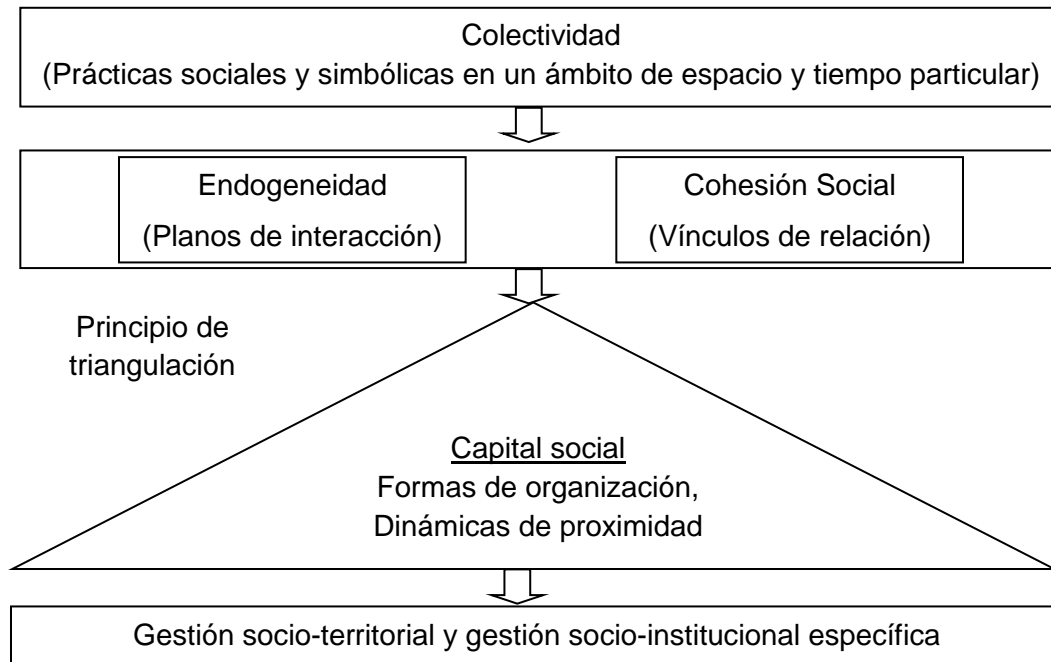 Colectividad
(Prácticas sociales y simbólicas en un ámbito de espacio y tiempo particular)
Endogeneidad
(Planos de interacción)
Cohesión Social
(Vínculos de relación)
Principio de
triangulación
Capital social
Formas de organización,
Dinámicas de proximidad
Gestión socio-territorial y gestión socio-institucional específica